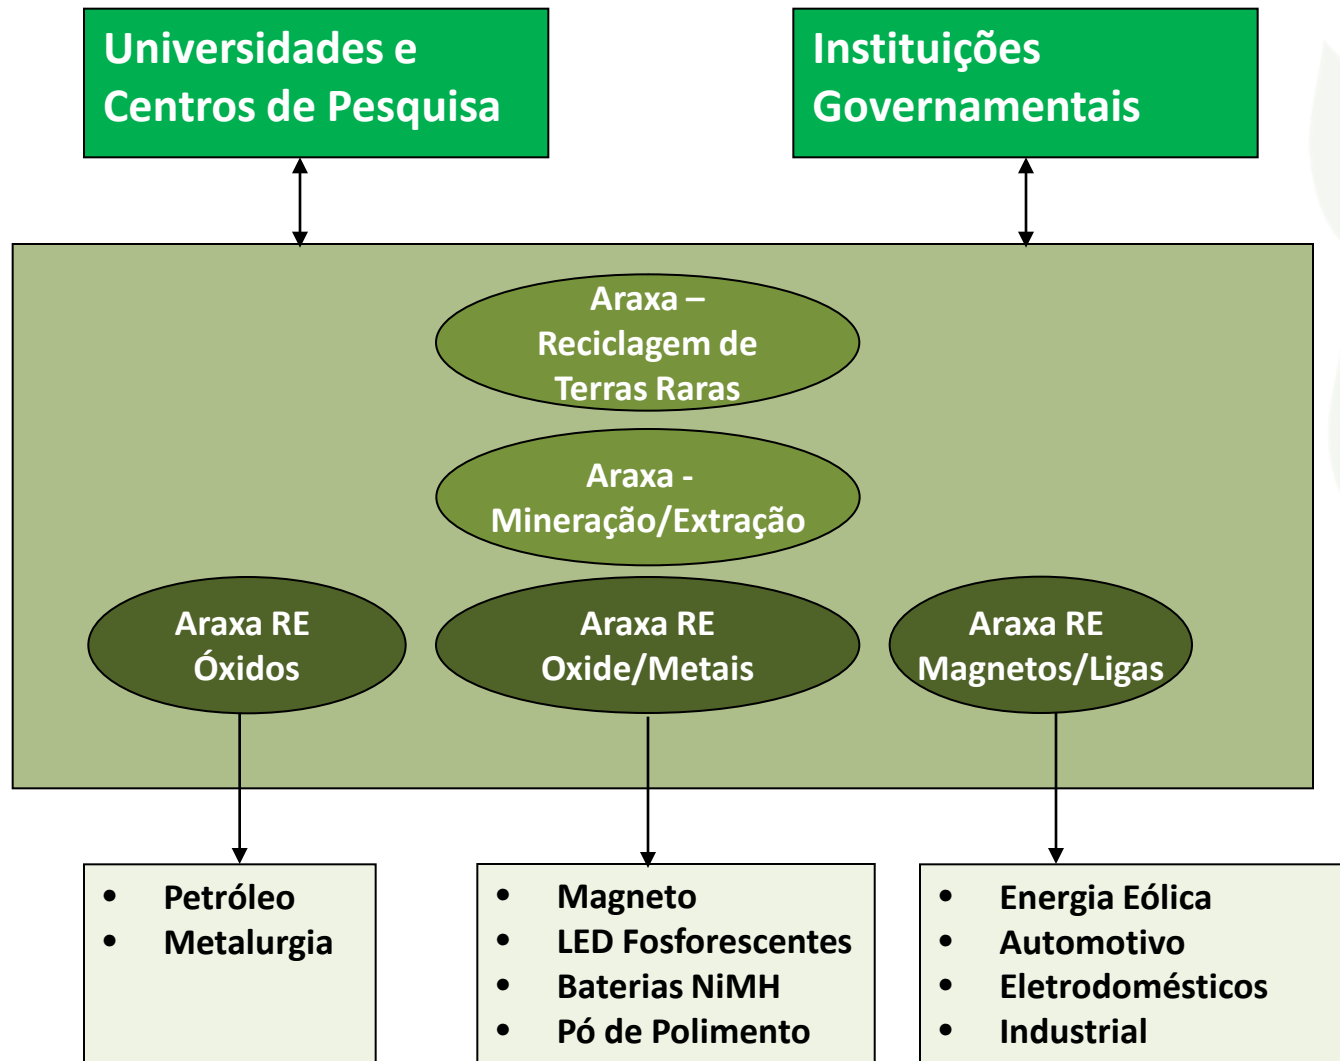 Universidades e
Centros de Pesquisa
Instituições
Governamentais
Araxa –
Reciclagem de
Terras Raras
Araxa -
Mineração/Extração
Araxa RE
Óxidos
Araxa RE
Oxide/Metais
Araxa RE
Magnetos/Ligas
• Petróleo
• Metalurgia
• Magneto
• LED Fosforescentes
• Baterias NiMH
• Pó de Polimento
• Energia Eólica
• Automotivo
• Eletrodomésticos
• Industrial